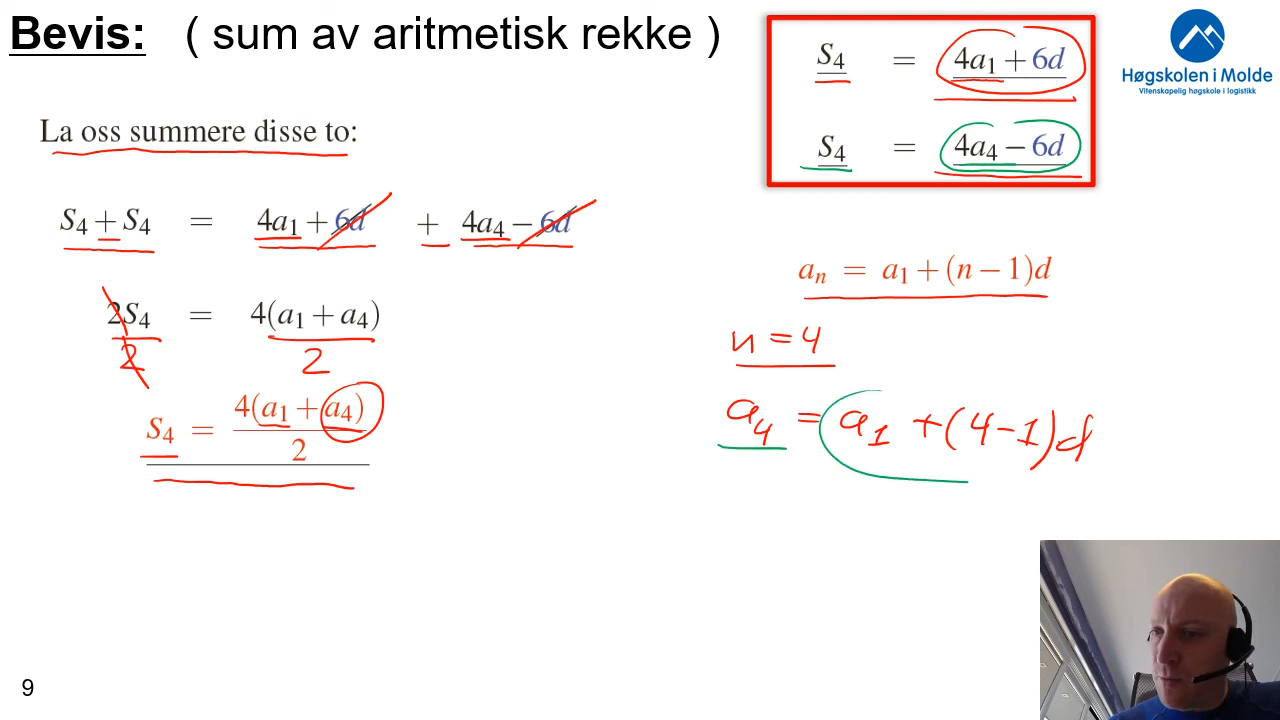 Bevis: ( sum av aritmetisk rekke )
S₄ = 4a₁ + 6d
S₄ = 4a₄ − 6d
Høgskolen i Molde
Vitenskapelig høgskole i logistikk
La oss summere disse to:
S₄ + S₄ = 4a₁ + 6d + 4a₄ − 6d
2S₄ = 4(a₁ + a₄)
2 2
S₄ = 4(a₁ + a₄)
2
aₙ = a₁ + (n − 1)d
n = 4
a₄ = a₁ + (4 − 1)d
9